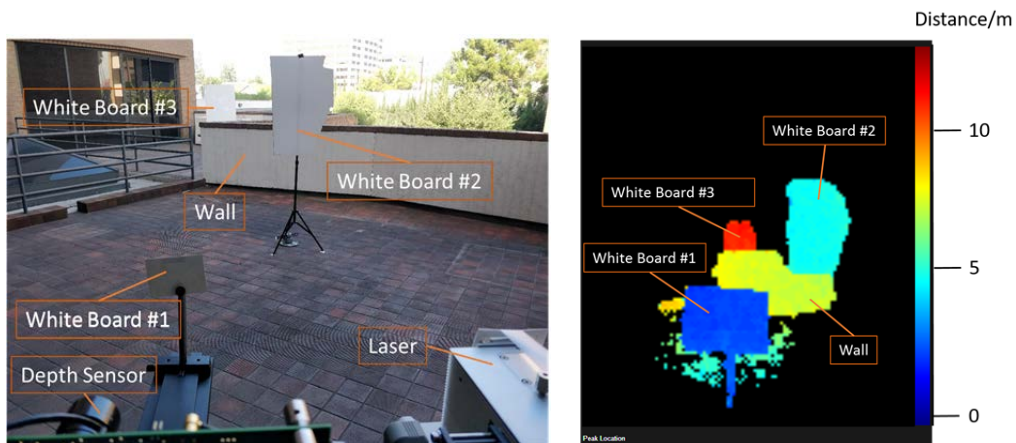 Distance/m
White Board #3
White Board #2
Wall
White Board #1
Laser
Depth Sensor
10
White Board #2
White Board #3
White Board #1
5
Wall
0
Peak Location